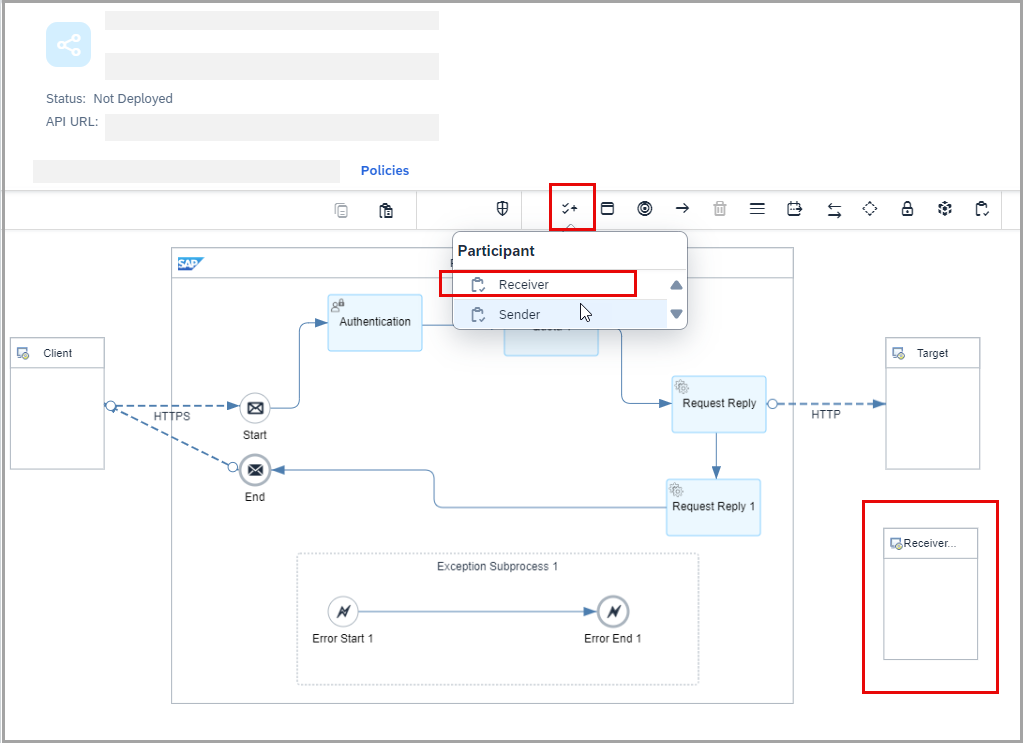 Status: Not Deployed
API URL:
Policies
Participant
Receiver
Sender
SAP
Authentication
Client
Target
HTTPS
Start
End
Request Reply
HTTP
Request Reply 1
Receiver...
Exception Subprocess 1
Error Start 1
Error End 1